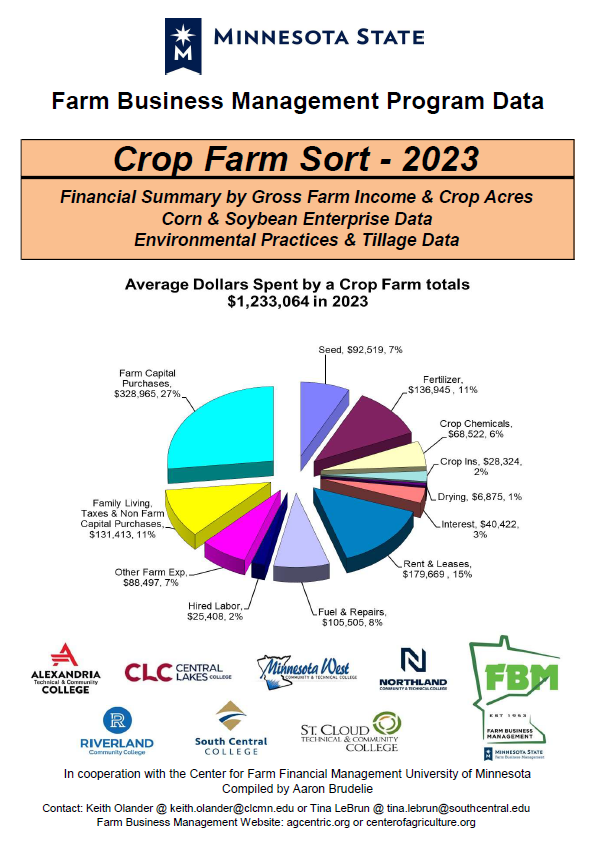 MINNESOTA STATE
M
Farm Business Management Program Data
Crop Farm Sort - 2023
Financial Summary by Gross Farm Income & Crop Acres
Corn & Soybean Enterprise Data
Environmental Practices & Tillage Data
Average Dollars Spent by a Crop Farm totals
$1,233,064 in 2023
Seed, $92,519, 7%
Fertilizer,
$136,945 , 11%
Crop Chemicals,
$68,522, 6%
Crop Ins, $28,324,
2%
Drying, $6,875, 1%
Interest, $40,422,
3%
Rent & Leases,
$179,669 , 15%
Fuel & Repairs,
$105,505, 8%
Hired Labor,
$25,408, 2%
Other Farm Exp,
$88,497, 7%
Family Living,
Taxes & Non Farm
Capital Purchases,
$131,413, 11%
Farm Capital
Purchases,
$328,965, 27%
ALEXANDRIA
Technical & Community
COLLEGE
CLC CENTRAL
LAKES COLLEGE
Minnesota West
COMMUNITY & TECHNICAL COLLEGE
N
NORTHLAND
COMMUNITY & TECHNICAL COLLEGE
FBM
EST 1953
FARM BUSINESS
MANAGEMENT
MINNESOTA STATE
Farm Business Management
R
RIVERLAND
Community College
South Central
COLLEGE
ST. CLOUD
TECHNICAL & COMMUNITY
COLLEGE
In cooperation with the Center for Farm Financial Management University of Minnesota
Compiled by Aaron Brudelie
Contact: Keith Olander @ keith.olander@clcmn.edu or Tina LeBrun @ tina.lebrun@southcentral.edu
Farm Business Management Website: agcentric.org or centerofagriculture.org